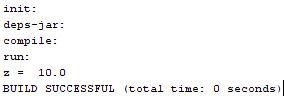 init:
deps-jar:
compile:
run:
z =  10.0
BUILD SUCCESSFUL (total time: 0 seconds)